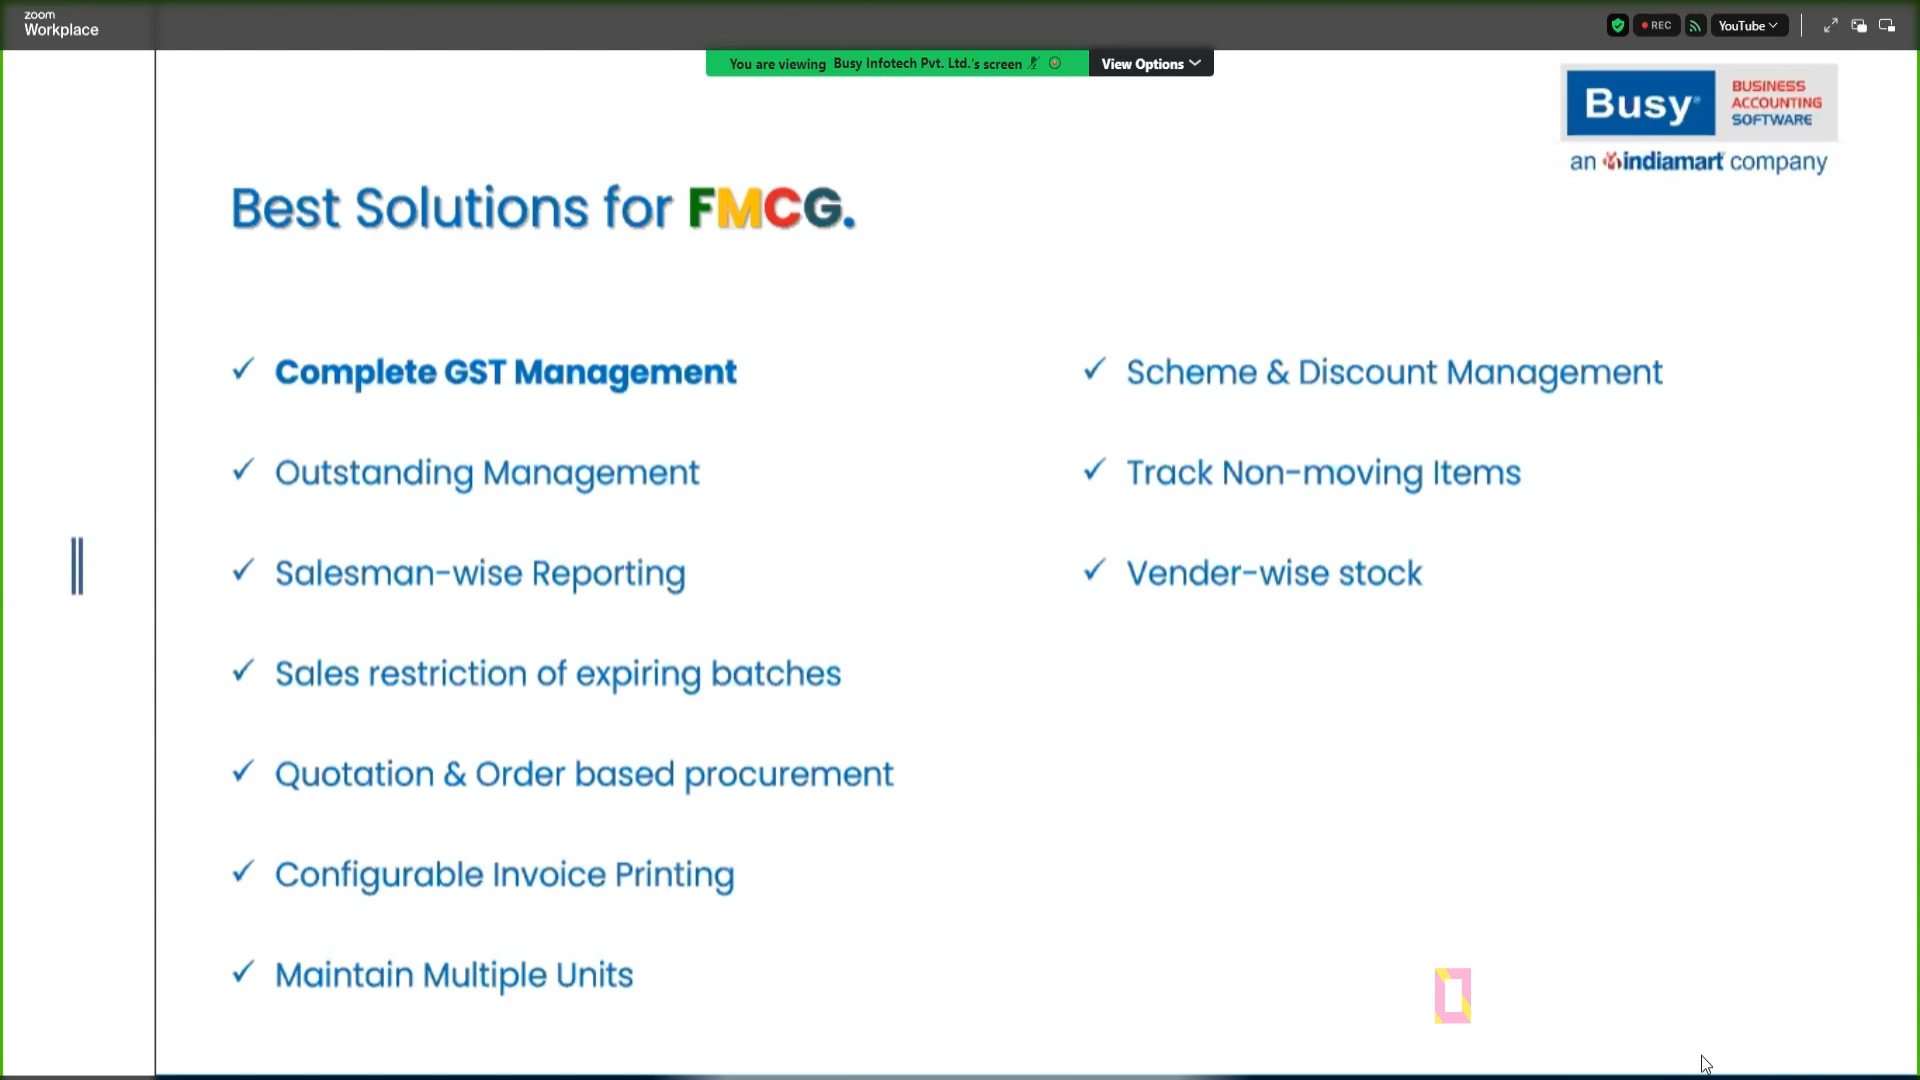 zoom
Workplace
REC
YouTube
You are viewing Busy Infotech Pvt. Ltd.'s screen
View Options
Busy
BUSINESS
ACCOUNTING
SOFTWARE
an indiamart company
Best Solutions for FMCG.
✓ Complete GST Management
✓ Outstanding Management
✓ Salesman-wise Reporting
✓ Sales restriction of expiring batches
✓ Quotation & Order based procurement
✓ Configurable Invoice Printing
✓ Maintain Multiple Units
✓ Scheme & Discount Management
✓ Track Non-moving Items
✓ Vender-wise stock